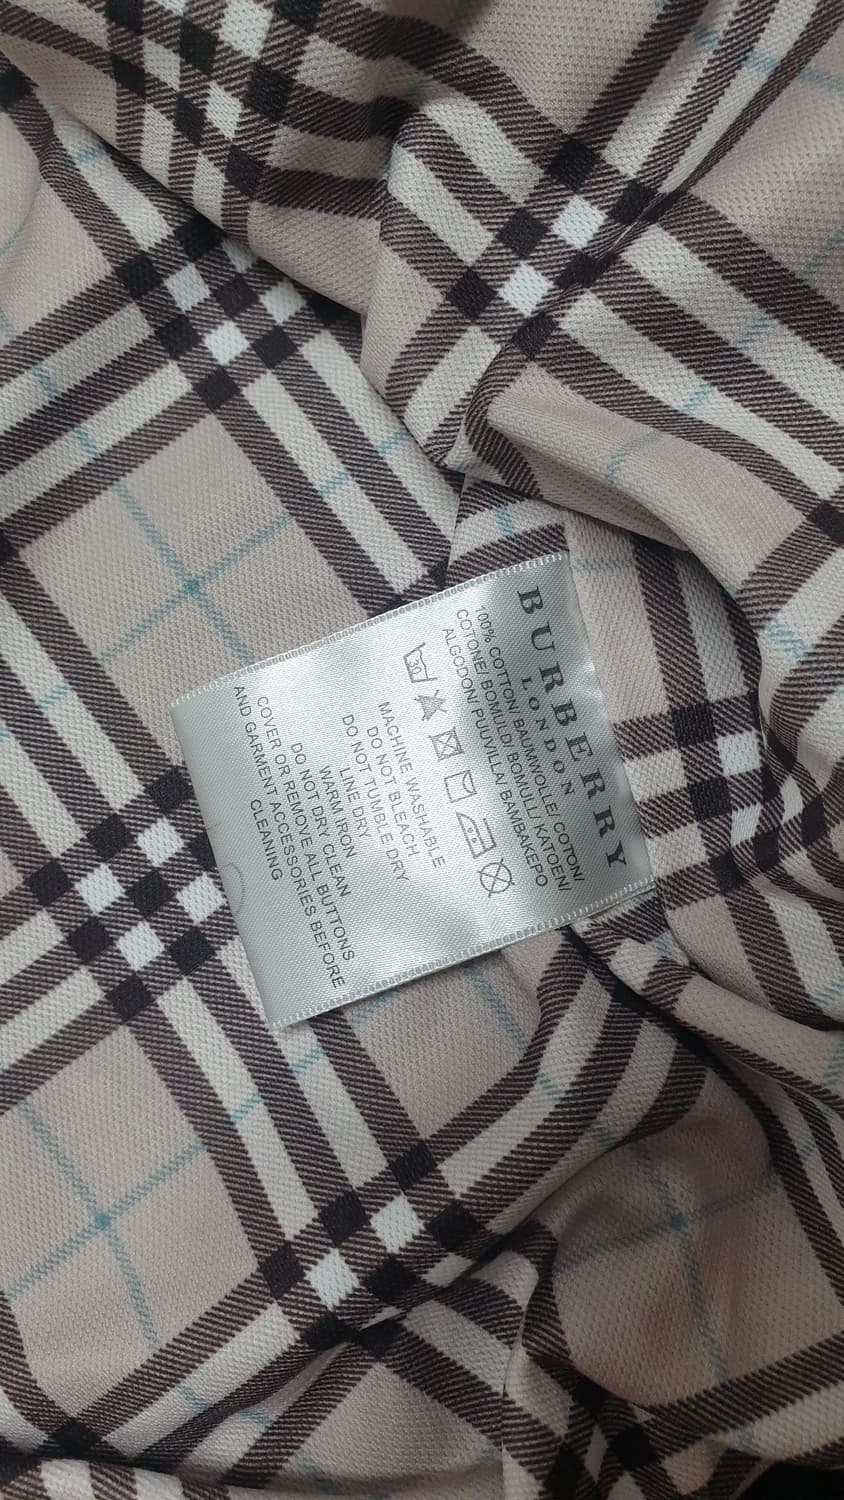 BURBERRY
LONDON
100% COTTON/ BAUMWOLLE/ COTON/
COTONE/ BOMULD/ BOMULL/ KATOEN/
ALGODON/ PUUVILLA/ BAMBAKEPO
30
MACHINE WASHABLE
DO NOT BLEACH
DO NOT TUMBLE DRY
LINE DRY
WARM IRON
DO NOT DRY CLEAN
COVER OR REMOVE ALL BUTTONS
AND GARMENT ACCESSORIES BEFORE
CLEANING